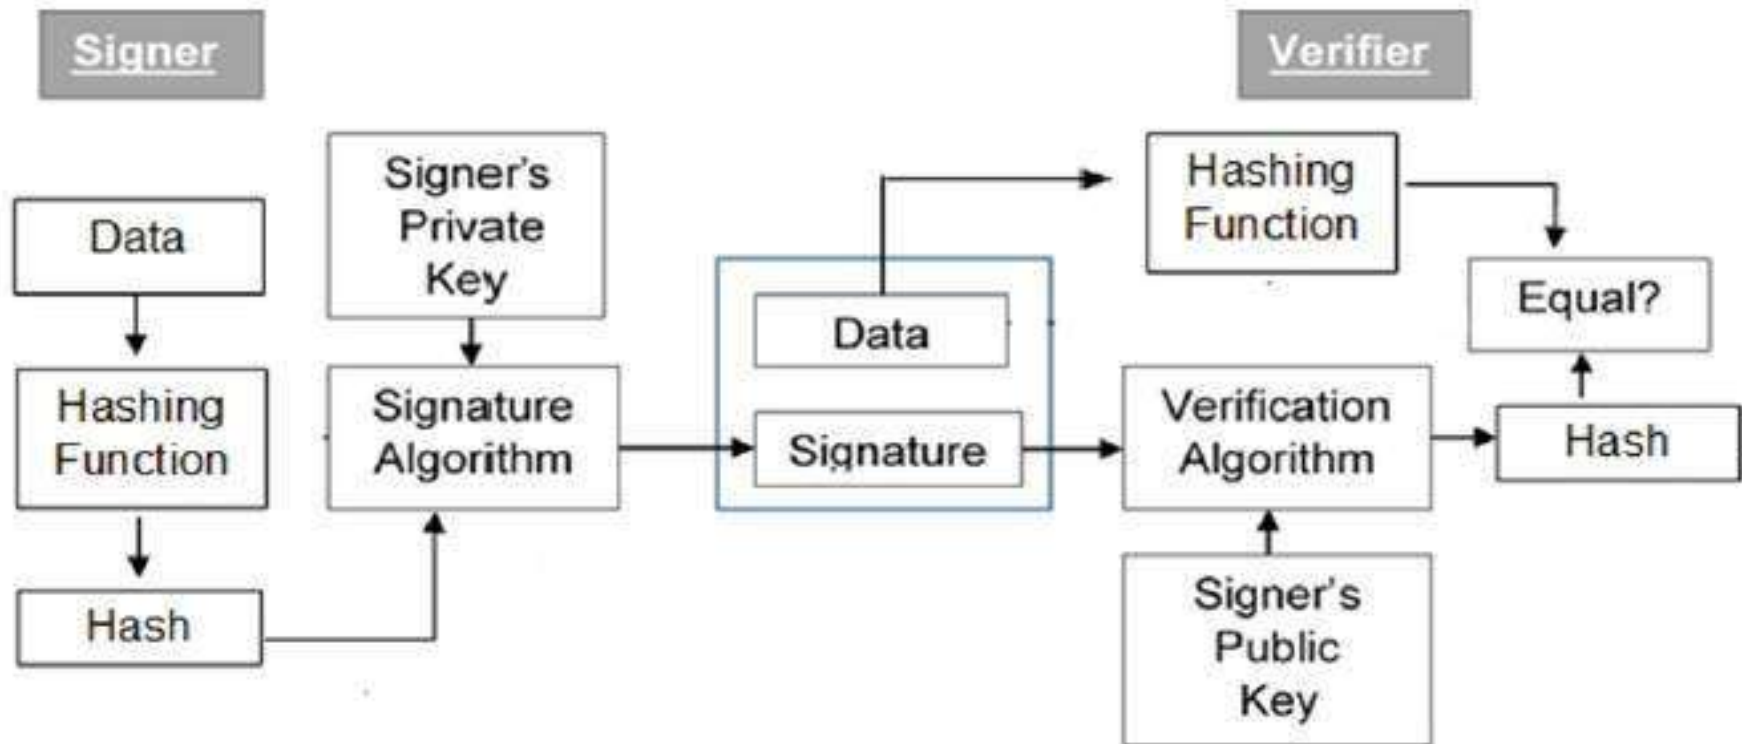 Signer
Verifier
Data
Hashing
Function
Hash
Signer's
Private
Key
Signature
Algorithm
Data
Signature
Hashing
Function
Verification
Algorithm
Signer's
Public
Key
Equal?
Hash